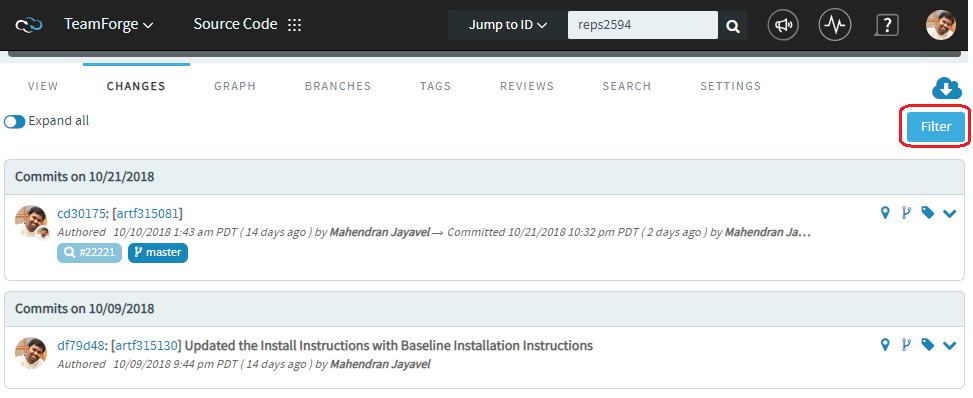 TeamForge Source Code Jump to ID reps2594
VIEW CHANGES GRAPH BRANCHES TAGS REVIEWS SEARCH SETTINGS
Expand all
Filter
Commits on 10/21/2018
cd30175: [artf315081]
Authored 10/10/2018 1:43 am PDT ( 14 days ago ) by Mahendran Jayavel → Committed 10/21/2018 10:32 pm PDT ( 2 days ago ) by Mahendran Ja...
#22221 master
Commits on 10/09/2018
df79d48: [artf315130] Updated the Install Instructions with Baseline Installation Instructions
Authored 10/09/2018 9:44 pm PDT ( 14 days ago ) by Mahendran Jayavel